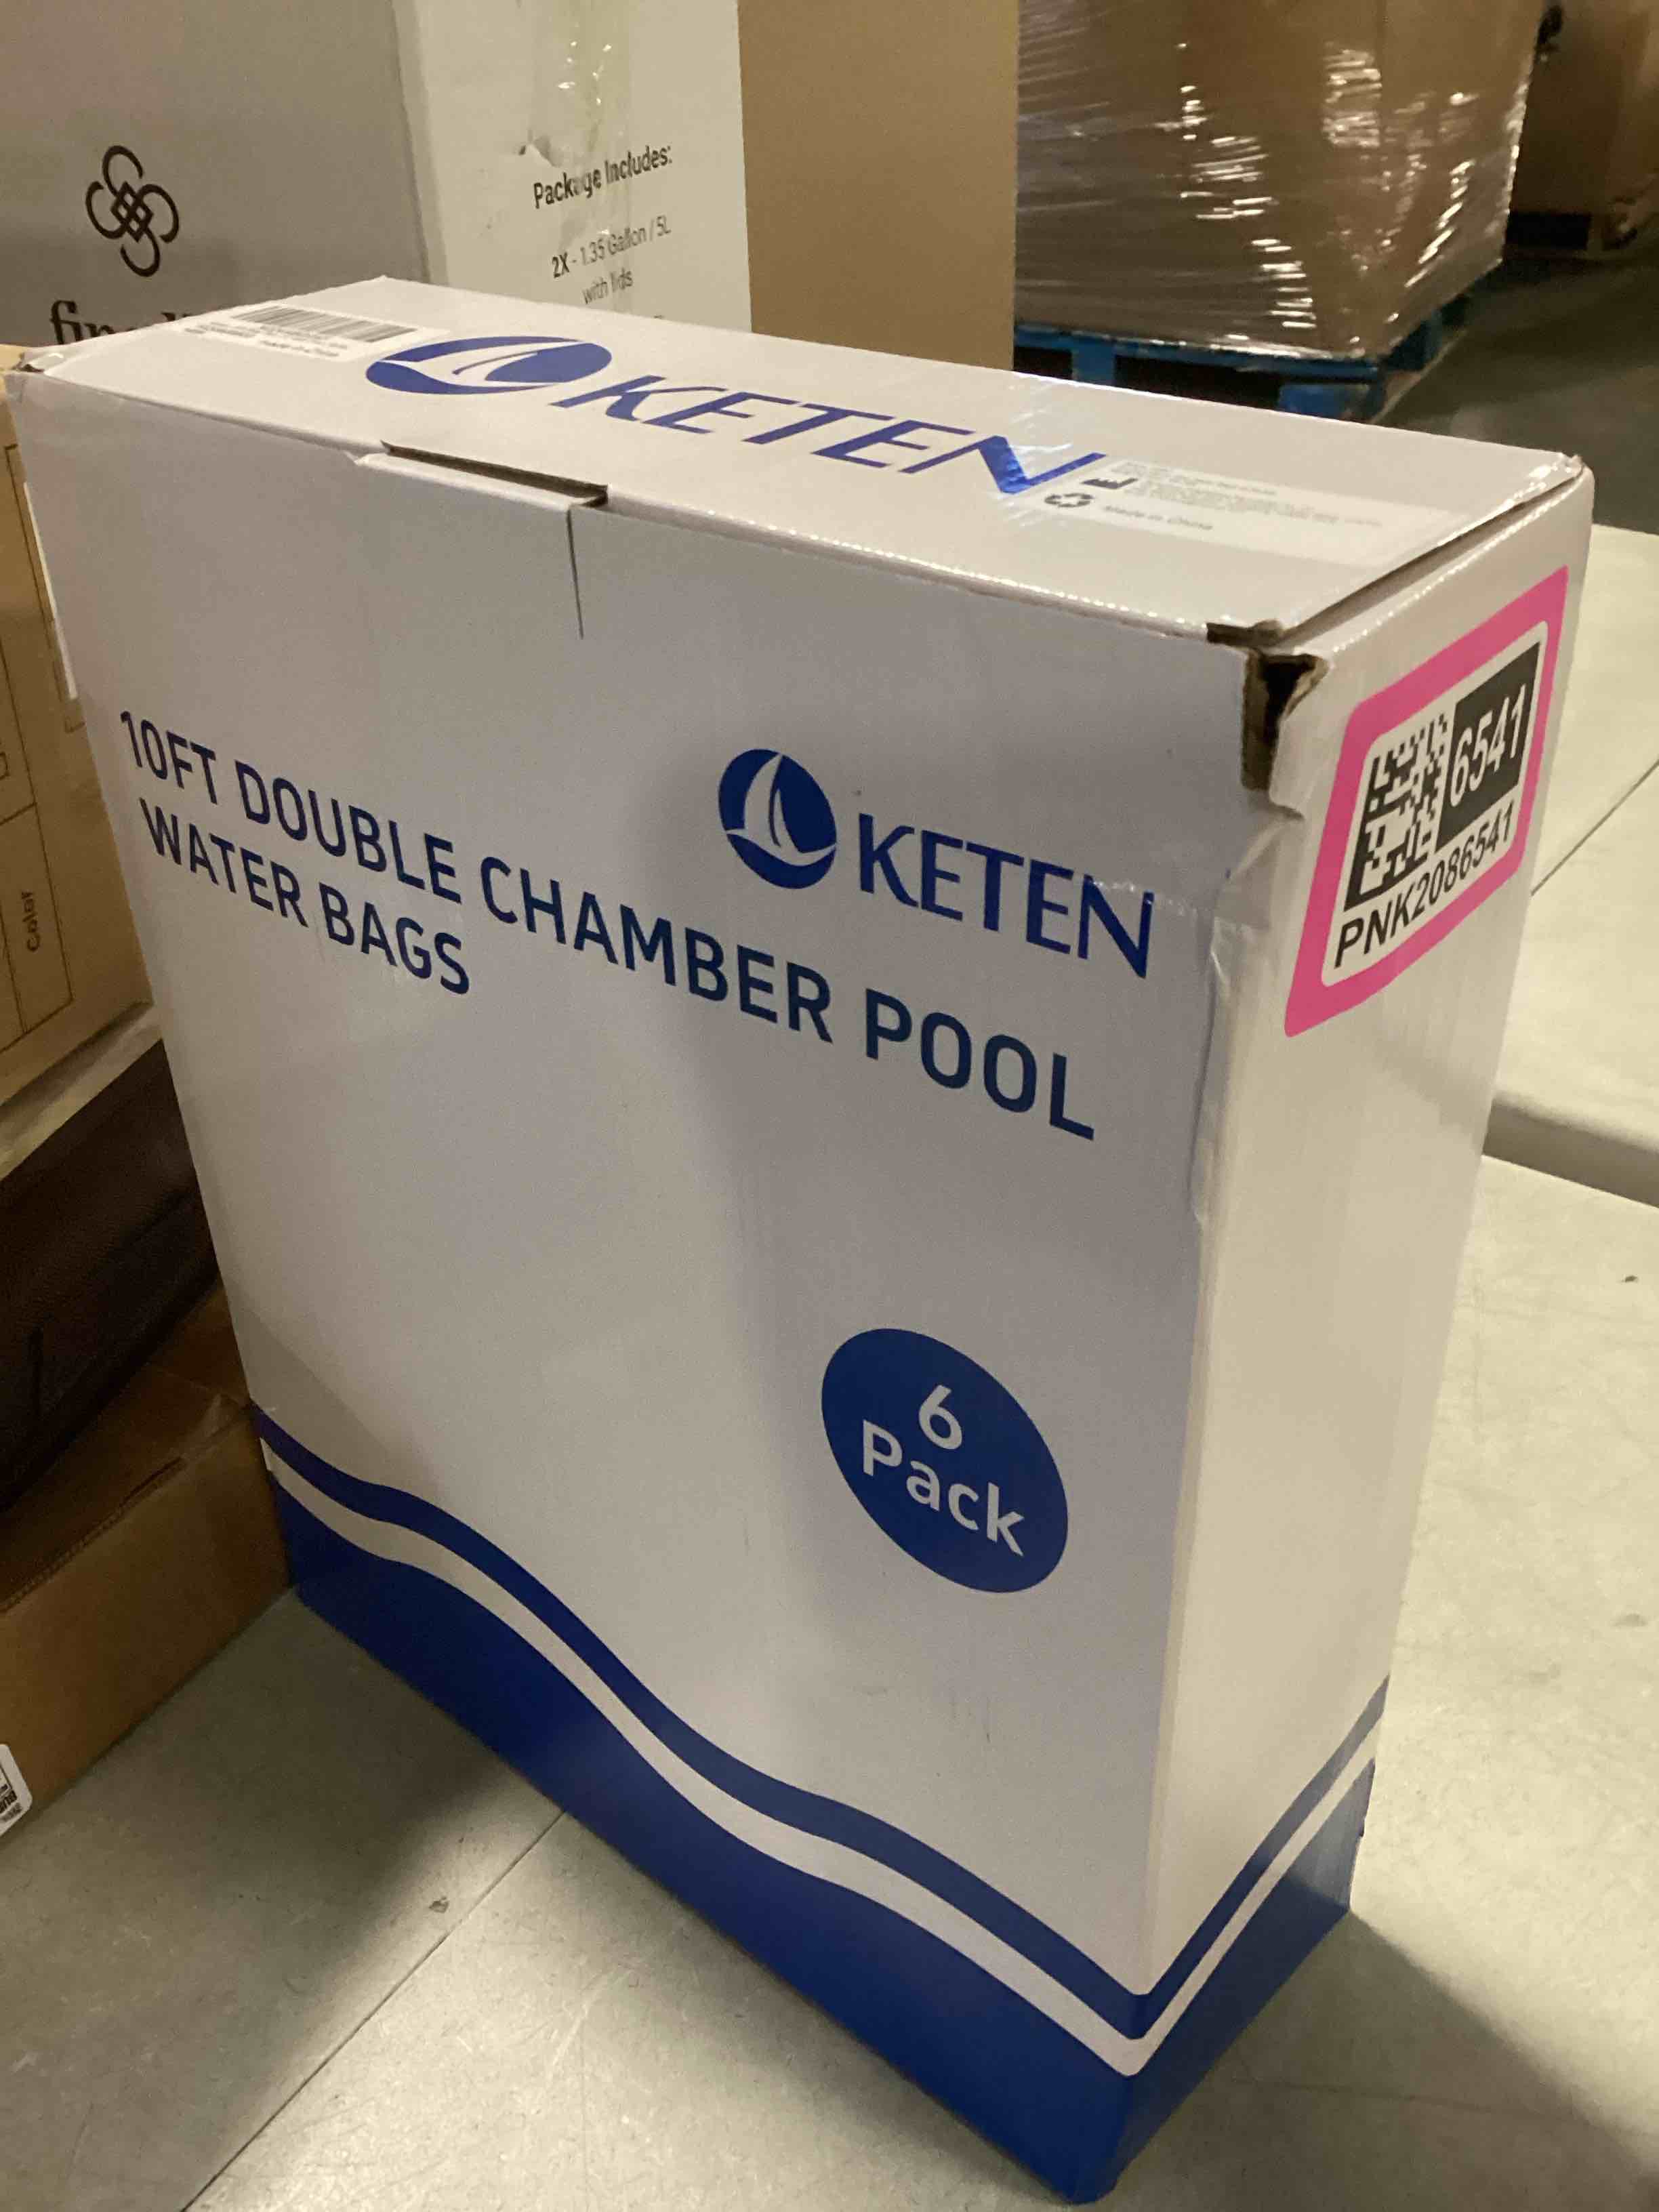 Package Includes:
2X - 1.35 Gallon / 5L
with lids
KETEN
Made in China
KETEN
10FT DOUBLE CHAMBER POOL
WATER BAGS
6
Pack
6541
PNK2086541
Color